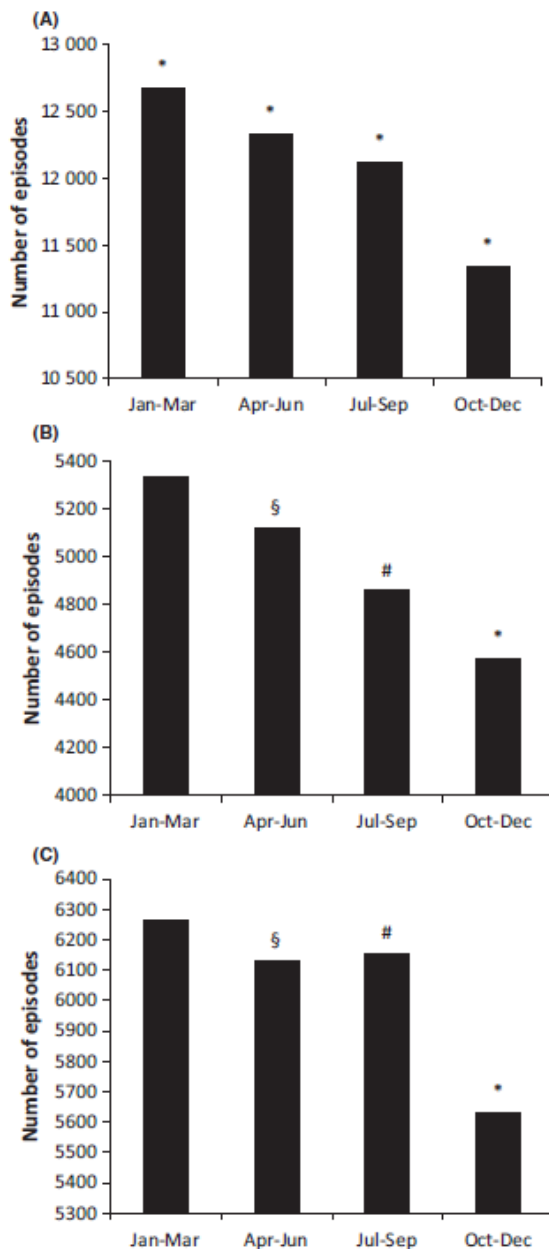 (A)
13 000
12 500
12 000
11 500
11 000
10 500
Number of episodes
* * * *
Jan-Mar Apr-Jun Jul-Sep Oct-Dec
(B)
5400
5200
5000
4800
4600
4400
4200
4000
Number of episodes
§ # *
Jan-Mar Apr-Jun Jul-Sep Oct-Dec
(C)
6400
6300
6200
6100
6000
5900
5800
5700
5600
5500
5400
5300
Number of episodes
§ # *
Jan-Mar Apr-Jun Jul-Sep Oct-Dec